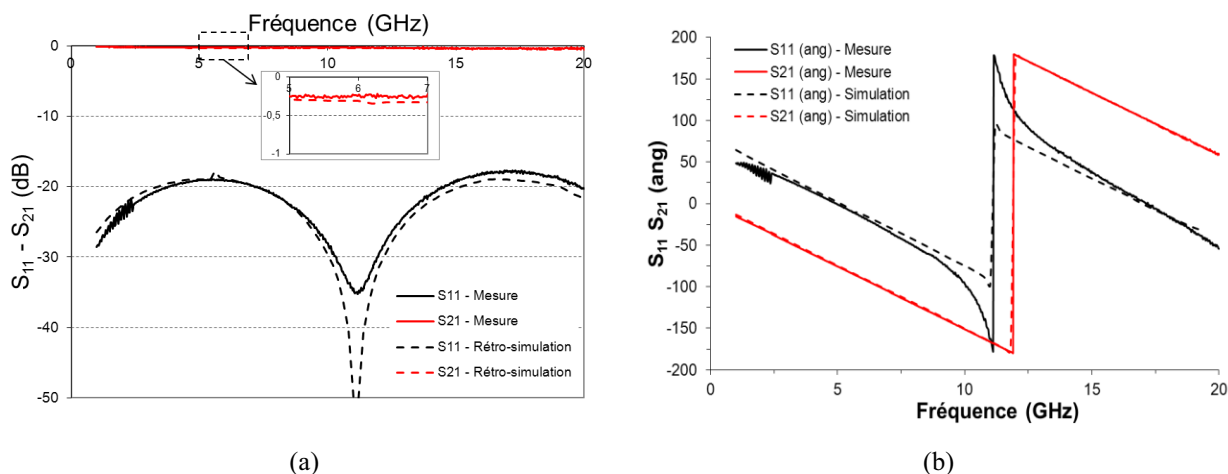 Fréquence (GHz)
0 5 10 15 20
0
-10
-20
-30
-40
-50
S11 - S21 (dB)
5 6 7
0
-0,5
-1
S11 - Mesure
S21 - Mesure
S11 - Rétro-simulation
S21 - Rétro-simulation
(a)
200
150
100
50
0
-50
-100
-150
-200
S11 S21 (ang)
S11 (ang) - Mesure
S21 (ang) - Mesure
S11 (ang) - Simulation
S21 (ang) - Simulation
0 5 10 15 20
Fréquence (GHz)
(b)